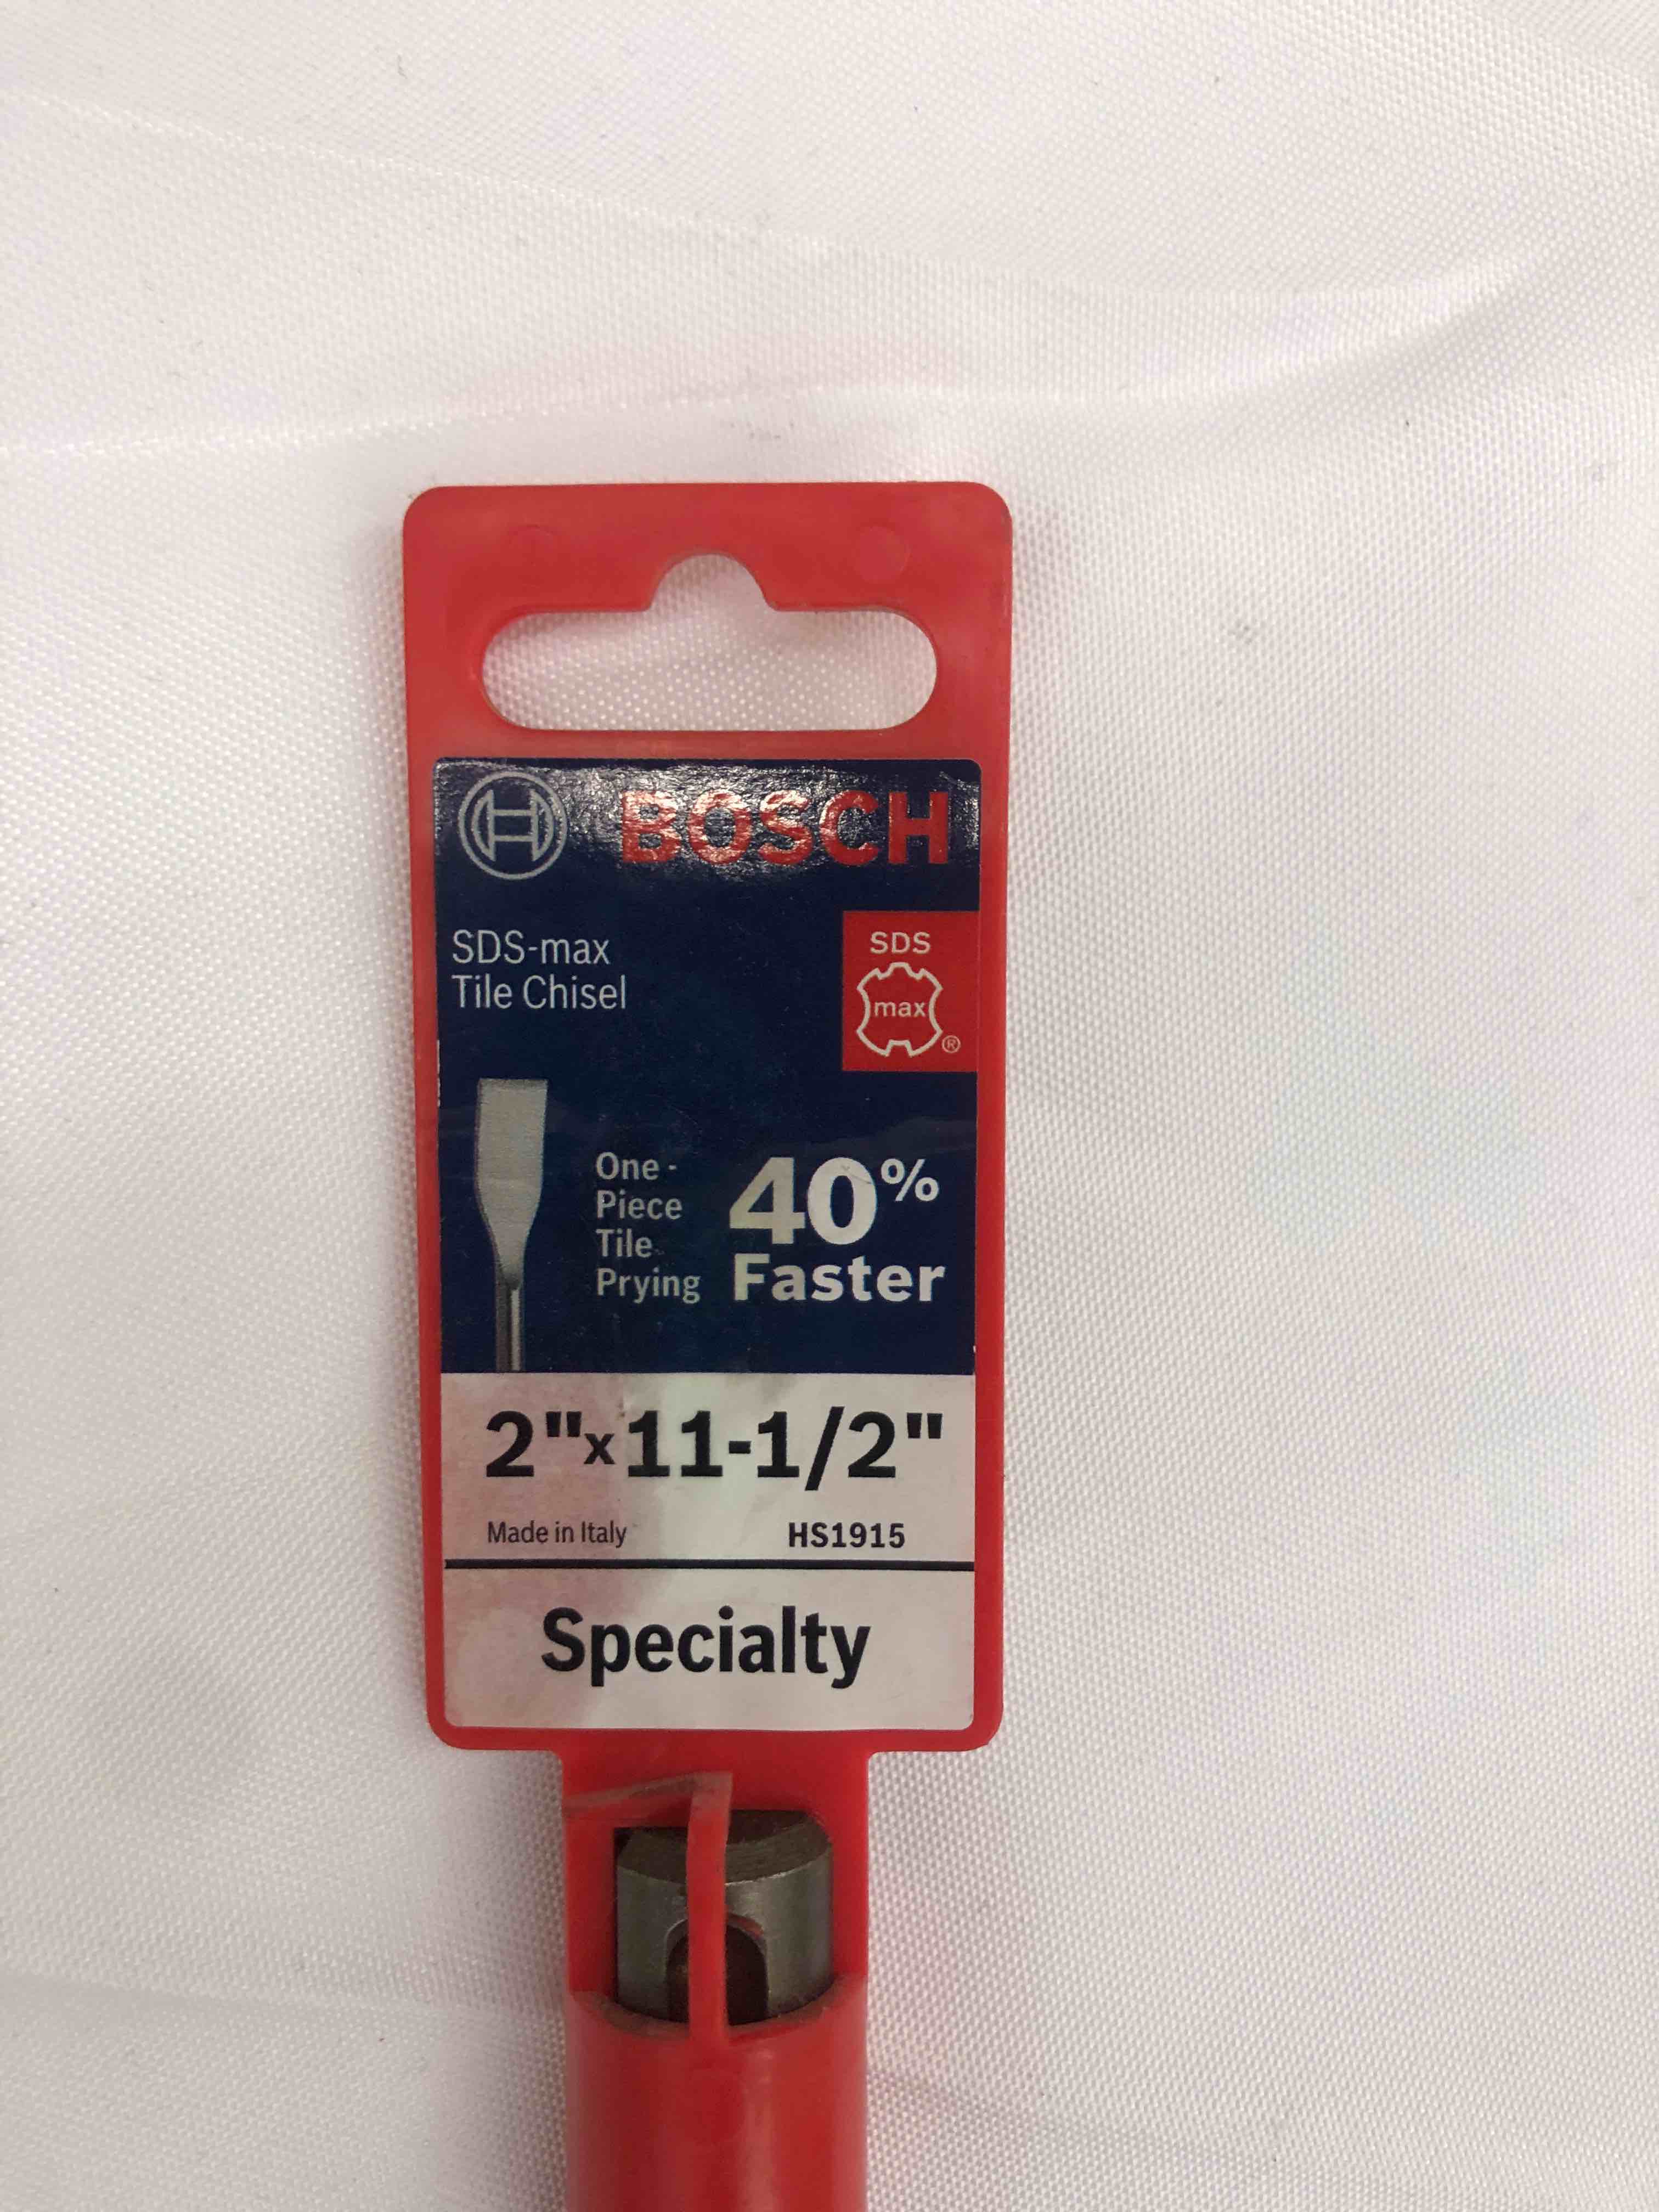 BOSCH
SDS-max
Tile Chisel
SDS
max
®
One-
Piece
Tile
Prying
40%
Faster
2"x11-1/2"
Made in Italy
HS1915
Specialty